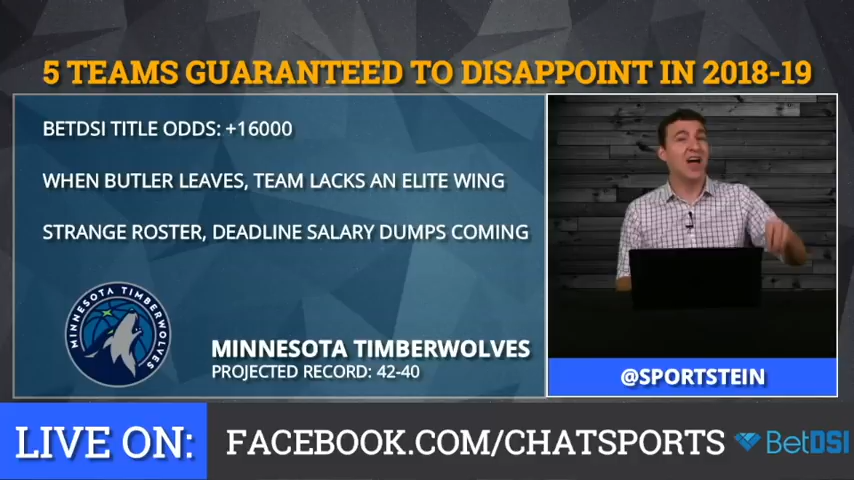 5 TEAMS GUARANTEED TO DISAPPOINT IN 2018-19
BETDSI TITLE ODDS: +16000
WHEN BUTLER LEAVES, TEAM LACKS AN ELITE WING
STRANGE ROSTER, DEADLINE SALARY DUMPS COMING
MINNESOTA TIMBERWOLVES
MINNESOTA TIMBERWOLVES
PROJECTED RECORD: 42-40
@SPORTSTEIN
LIVE ON:
FACEBOOK.COM/CHATSPORTS
BetDSI